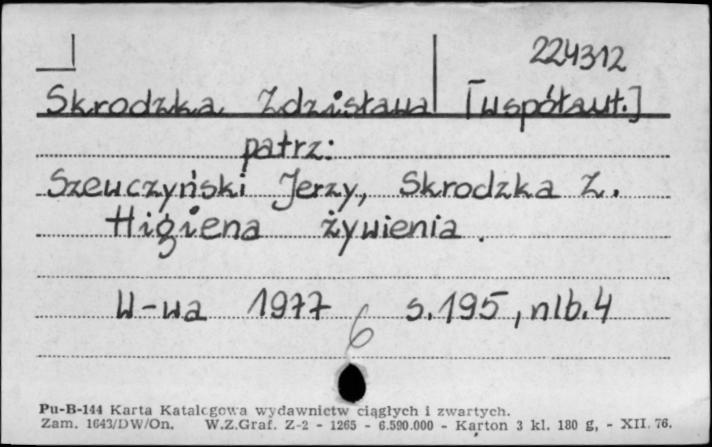 224312
Skrodzka Zdzisława [współaut.]
patrz:
Szewczyński Jerzy, Skrodzka Z.
Higiena żywienia.
W-wa 1977 s.195, nlb.4
6
Pu-B-144 Karta Katalogowa wydawnictw ciągłych i zwartych.
Zam. 1643/DW/On. W.Z.Graf. Z-2 - 1265 - 6.590.000 - Karton 3 kl. 180 g, - XII. 76.